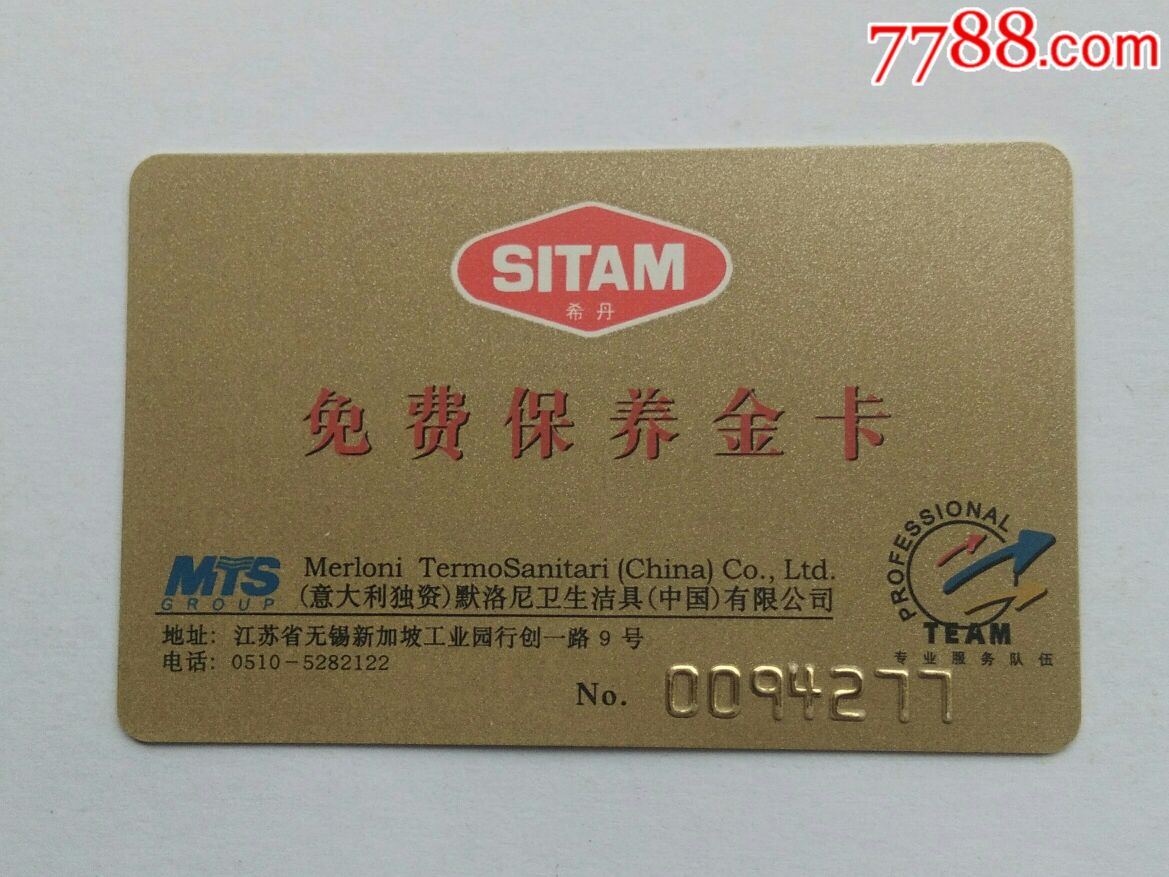 7788.com
SITAM
希丹
免费保养金卡
MTS
GROUP
Merloni TermoSanitari (China) Co., Ltd.
(意大利独资)默洛尼卫生洁具(中国)有限公司
地址: 江苏省无锡新加坡工业园行创一路 9 号
电话: 0510-5282122
PROFESSIONAL
TEAM
专业服务队伍
No. 0094277